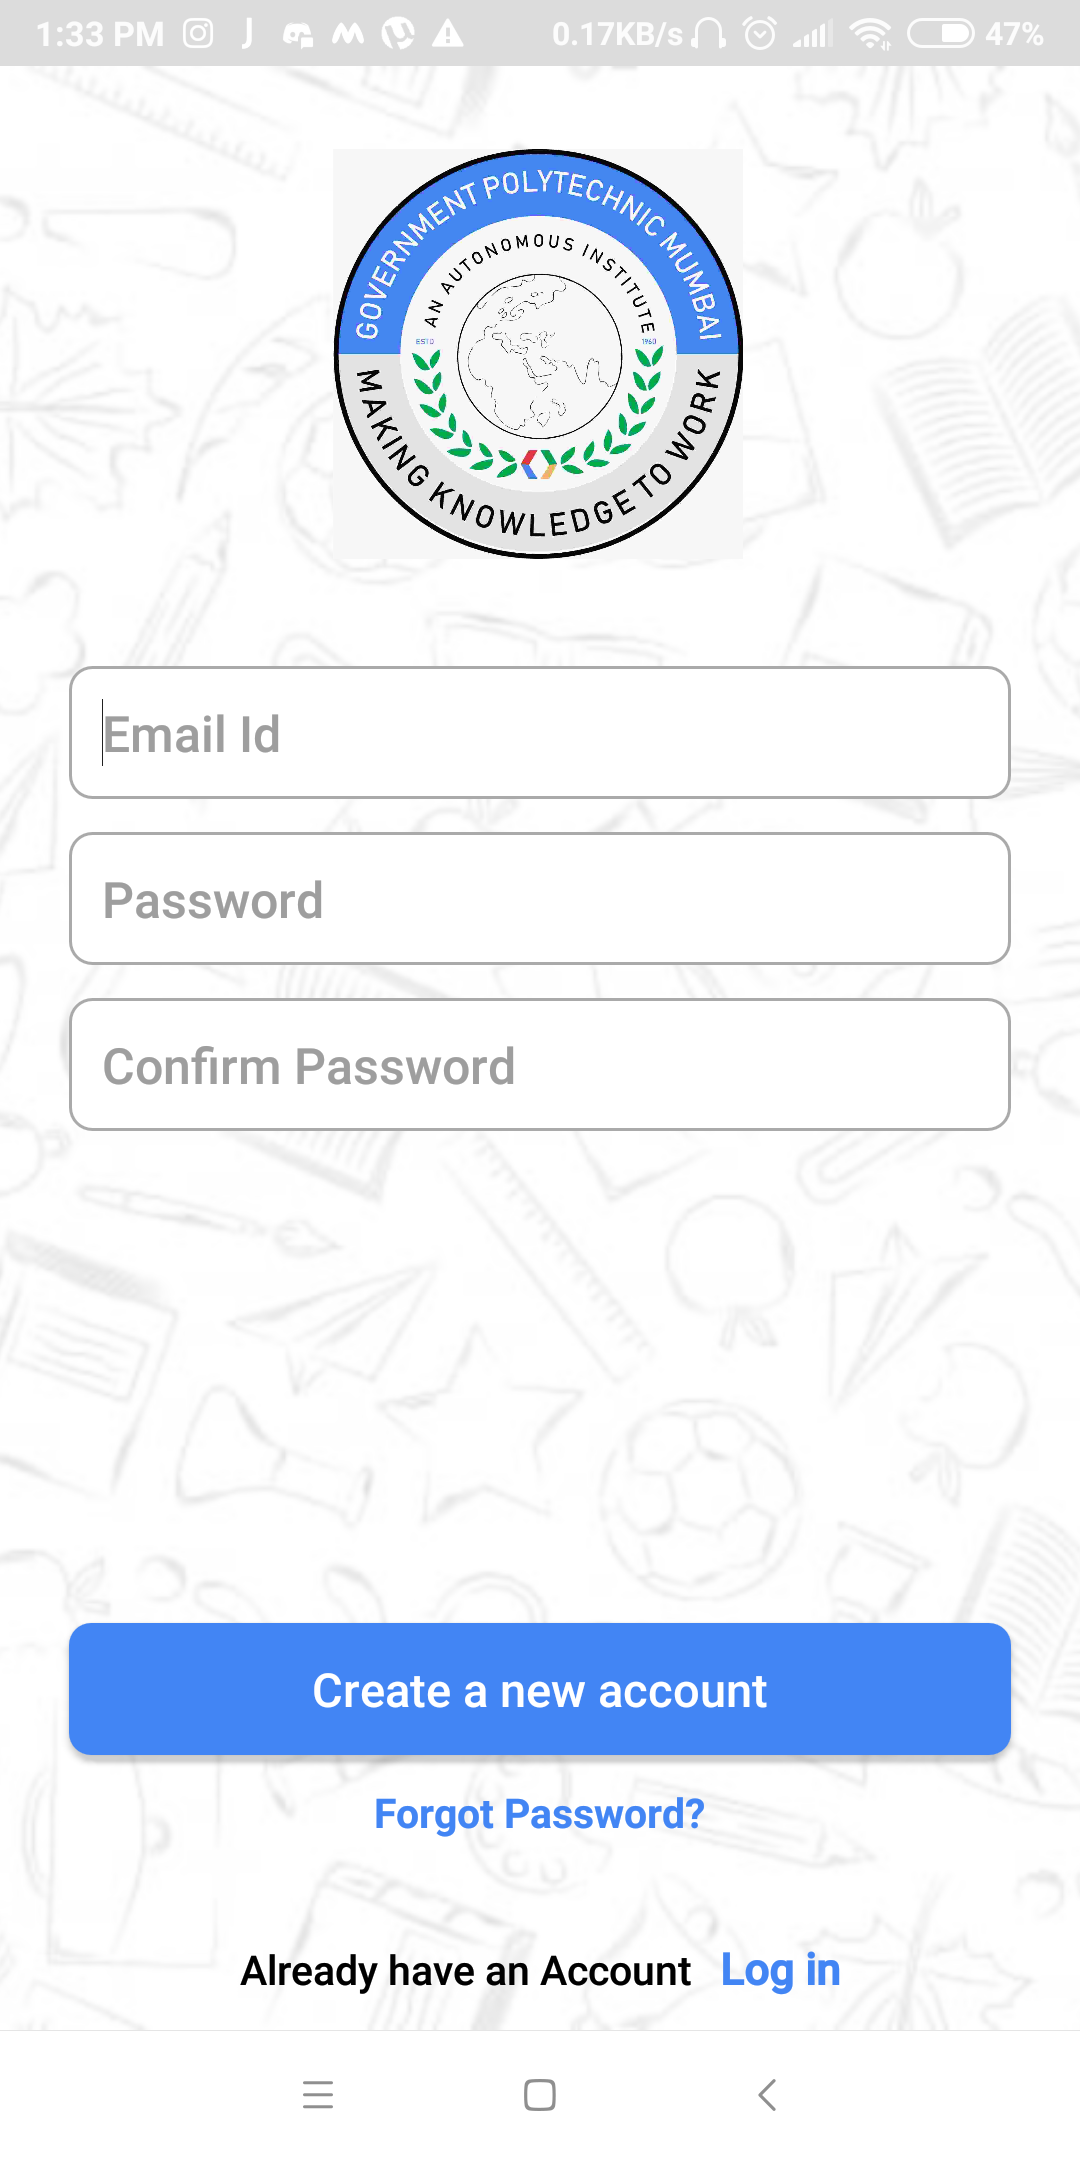 1:33 PM 0.17KB/s 47%
GOVERNMENT POLYTECHNIC MUMBAI
AN AUTONOMOUS INSTITUTE
ESTD 1960
MAKING KNOWLEDGE TO WORK
Email Id
Password
Confirm Password
Create a new account
Forgot Password?
Already have an Account Log in